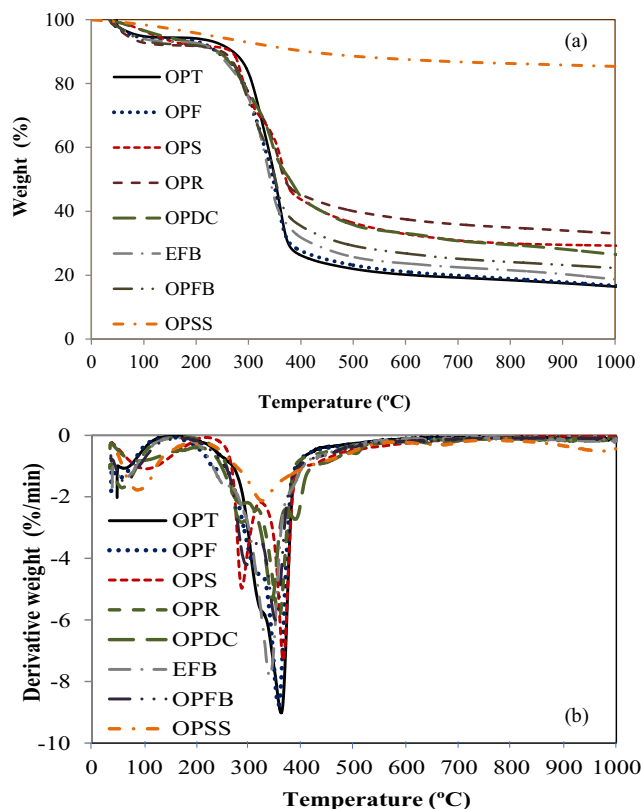 100
(a)
80
60
40
20
0
Weight (%)
OPT
OPF
OPS
OPR
OPDC
EFB
OPFB
OPSS
0 100 200 300 400 500 600 700 800 900 1000
Temperature (ºC)
0
-2
-4
-6
-8
-10
Derivative weight (%/min)
OPT
OPF
OPS
OPR
OPDC
EFB
OPFB
OPSS
(b)
0 100 200 300 400 500 600 700 800 900 1000
Temperature (ºC)